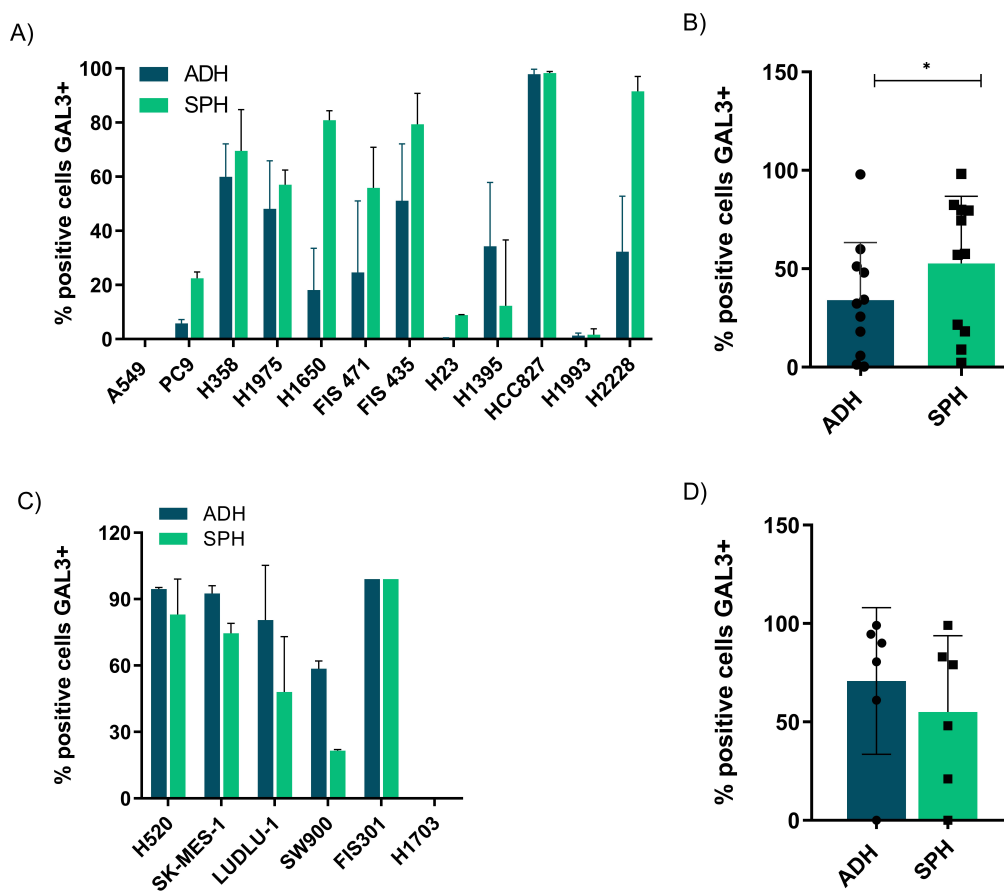 A)
ADH
SPH
% positive cells GAL3+
100
80
60
40
20
0
A549
PC9
H358
H1975
H1650
FIS 471
FIS 435
H23
H1395
HCC827
H1993
H2228
B)
*
% positive cells GAL3+
150
100
50
0
ADH
SPH
C)
ADH
SPH
% positive cells GAL3+
120
90
60
30
0
H520
SK-MES-1
LUDLU-1
SW900
FIS301
H1703
D)
% positive cells GAL3+
150
100
50
0
ADH
SPH